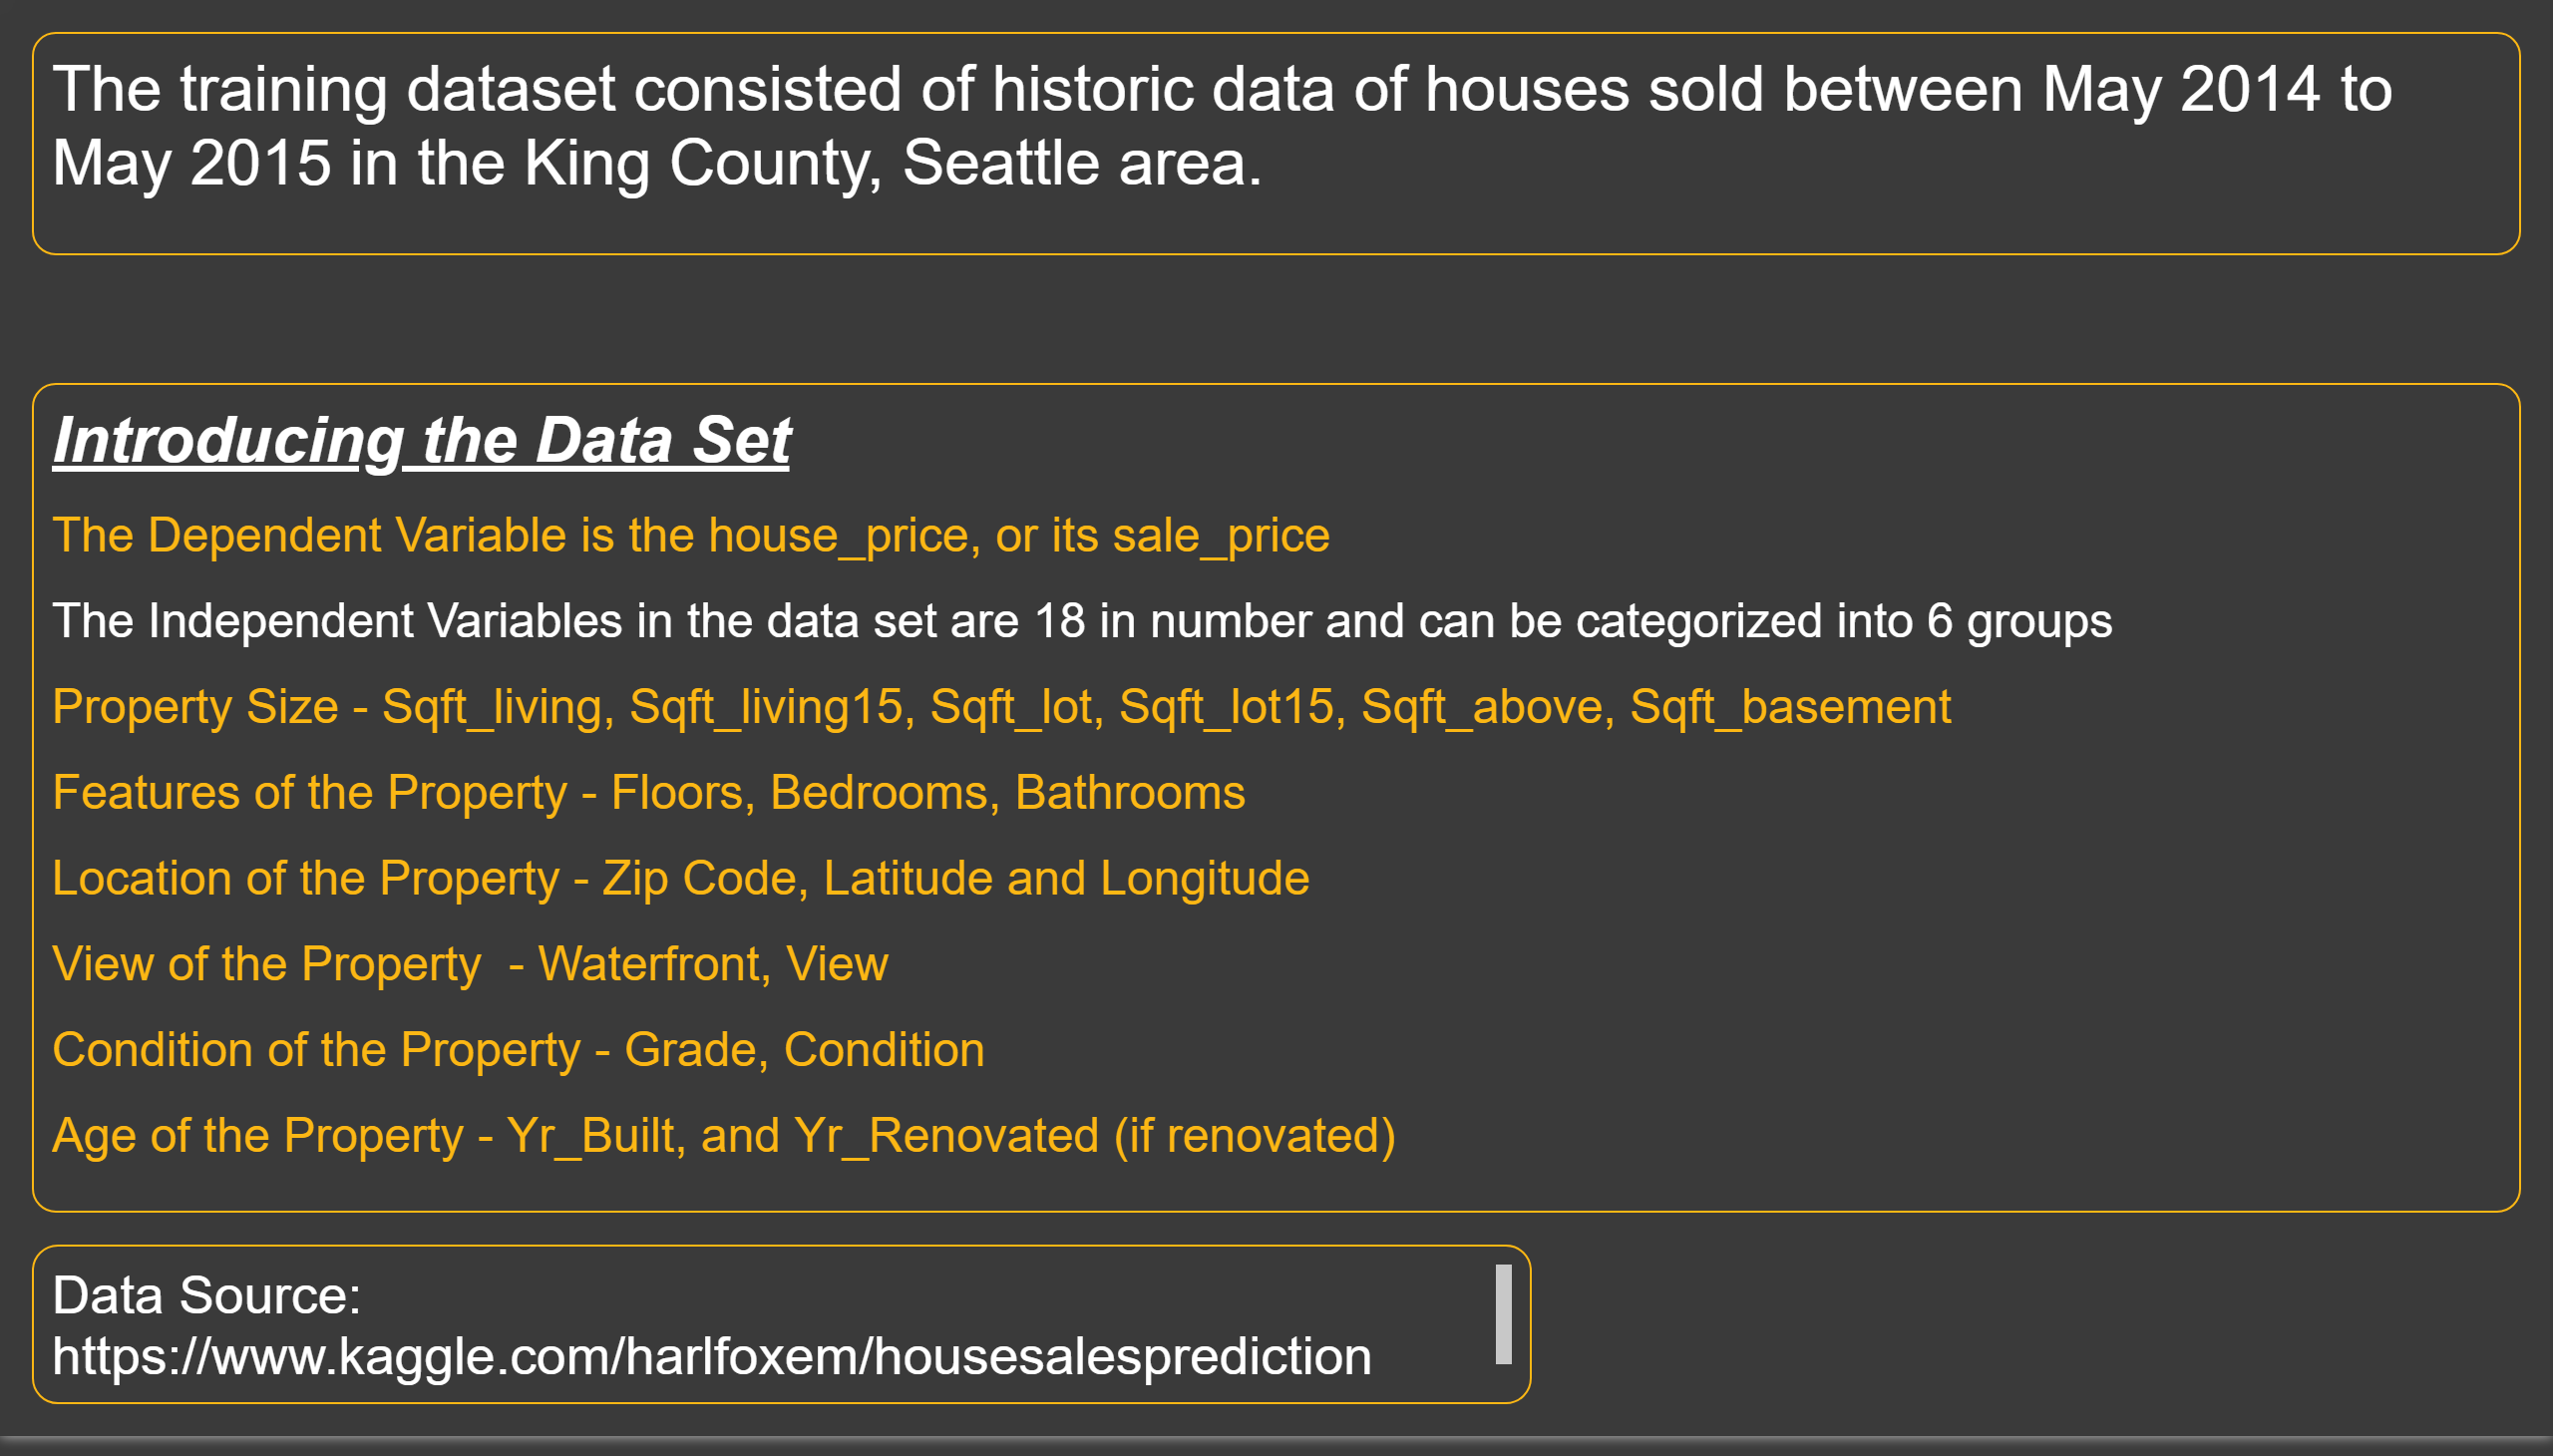 The training dataset consisted of historic data of houses sold between May 2014 to
May 2015 in the King County, Seattle area.
Introducing the Data Set
The Dependent Variable is the house_price, or its sale_price
The Independent Variables in the data set are 18 in number and can be categorized into 6 groups
Property Size - Sqft_living, Sqft_living15, Sqft_lot, Sqft_lot15, Sqft_above, Sqft_basement
Features of the Property - Floors, Bedrooms, Bathrooms
Location of the Property - Zip Code, Latitude and Longitude
View of the Property  - Waterfront, View
Condition of the Property - Grade, Condition
Age of the Property - Yr_Built, and Yr_Renovated (if renovated)
Data Source:
https://www.kaggle.com/harlfoxem/housesalesprediction